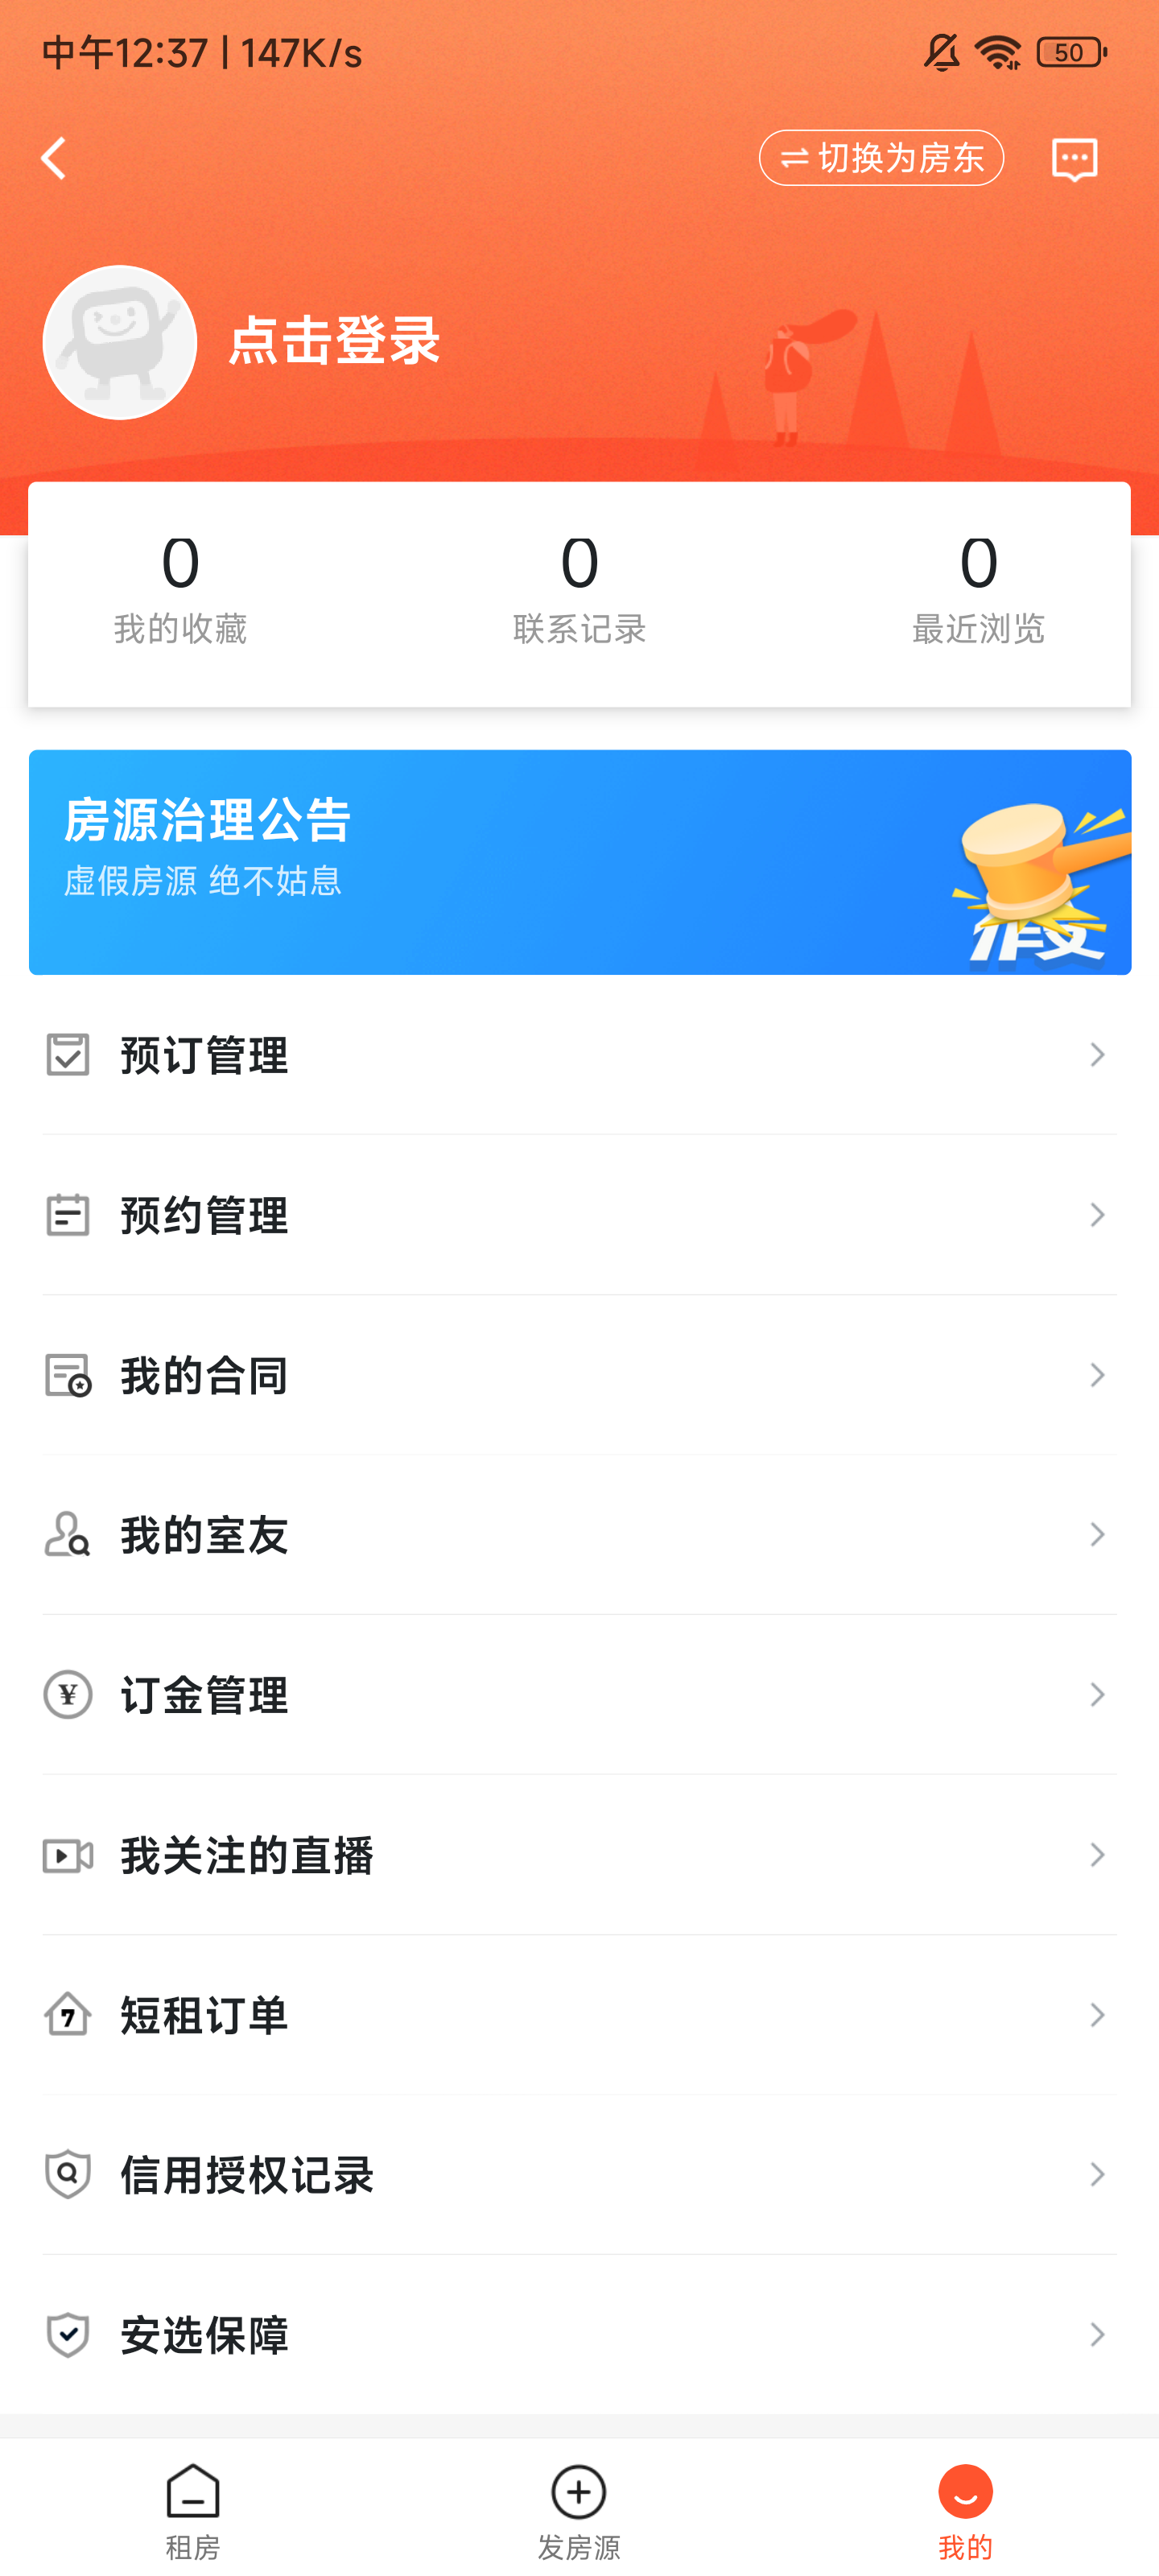 中午12:37 | 147K/s
50
切换为房东
点击登录
0
我的收藏
0
联系记录
0
最近浏览
房源治理公告
虚假房源 绝不姑息
假
预订管理
预约管理
我的合同
我的室友
¥
订金管理
我关注的直播
7
短租订单
信用授权记录
安选保障
租房
发房源
我的